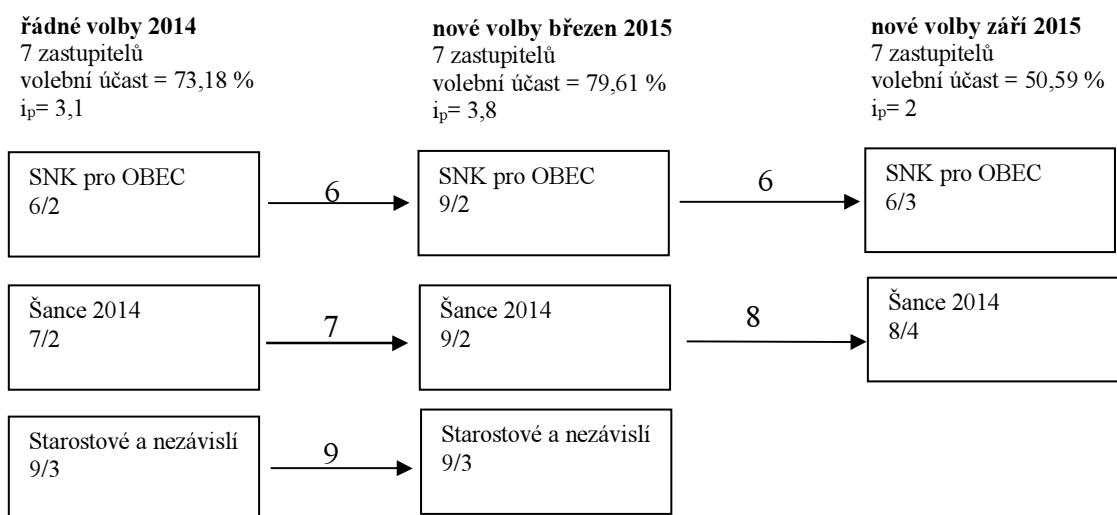 řádné volby 2014
7 zastupitelů
volební účast = 73,18 %
ip= 3,1
nové volby březen 2015
7 zastupitelů
volební účast = 79,61 %
ip= 3,8
nové volby září 2015
7 zastupitelů
volební účast = 50,59 %
ip= 2
SNK pro OBEC
6/2
6
SNK pro OBEC
9/2
6
SNK pro OBEC
6/3
Šance 2014
7/2
7
Šance 2014
9/2
8
Šance 2014
8/4
Starostové a nezávislí
9/3
9
Starostové a nezávislí
9/3